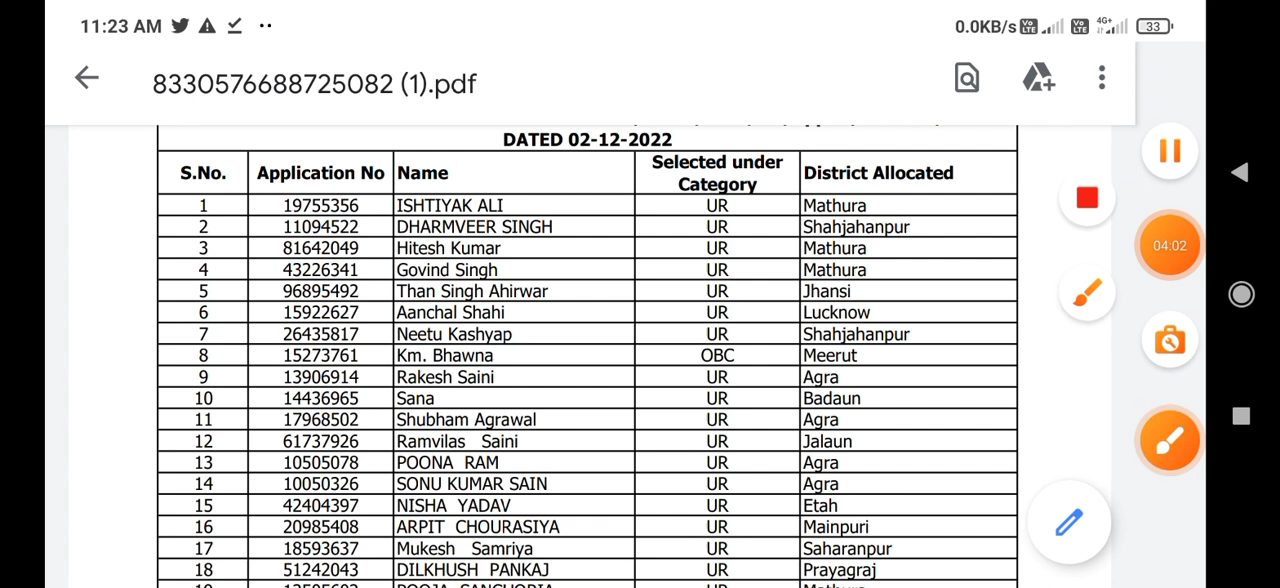 11:23 AM 0.0KB/s Vo LTE Vo LTE 4G+ 33
8330576688725082 (1).pdf
DATED 02-12-2022
S.No. Application No Name Selected under Category District Allocated
1 19755356 ISHTIYAK ALI UR Mathura
2 11094522 DHARMVEER SINGH UR Shahjahanpur
3 81642049 Hitesh Kumar UR Mathura
4 43226341 Govind Singh UR Mathura
5 96895492 Than Singh Ahirwar UR Jhansi
6 15922627 Aanchal Shahi UR Lucknow
7 26435817 Neetu Kashyap UR Shahjahanpur
8 15273761 Km. Bhawna OBC Meerut
9 13906914 Rakesh Saini UR Agra
10 14436965 Sana UR Badaun
11 17968502 Shubham Agrawal UR Agra
12 61737926 Ramvilas Saini UR Jalaun
13 10505078 POONA RAM UR Agra
14 10050326 SONU KUMAR SAIN UR Agra
15 42404397 NISHA YADAV UR Etah
16 20985408 ARPIT CHOURASIYA UR Mainpuri
17 18593637 Mukesh Samriya UR Saharanpur
18 51242043 DILKHUSH PANKAJ UR Prayagraj
04:02